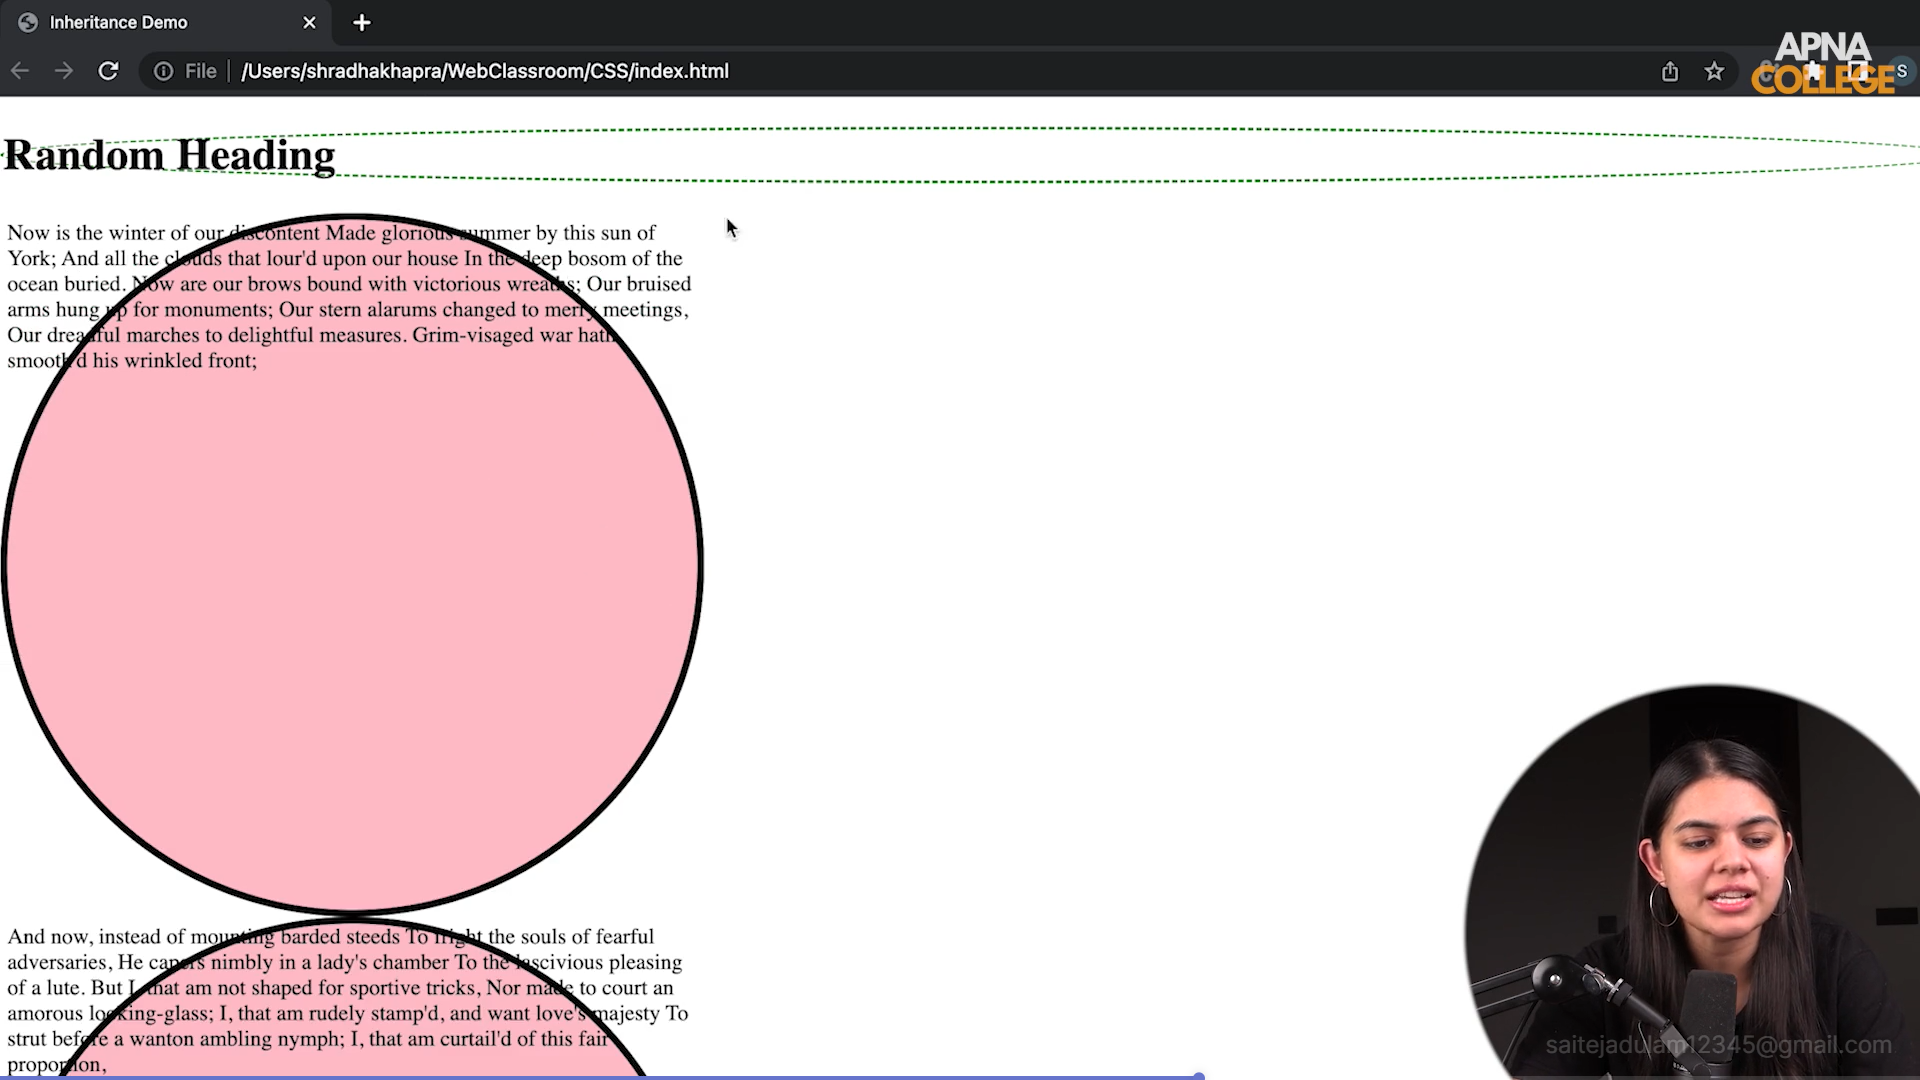 Inheritance Demo
File /Users/shradhakhapra/WebClassroom/CSS/index.html
APNA
COLLEGE
S
Random Heading
Now is the winter of our discontent Made glorious summer by this sun of
York; And all the clouds that lour'd upon our house In the deep bosom of the
ocean buried. Now are our brows bound with victorious wreaths; Our bruised
arms hung up for monuments; Our stern alarums changed to merry meetings,
Our dreadful marches to delightful measures. Grim-visaged war hath
smooth'd his wrinkled front;
And now, instead of mounting barded steeds To fright the souls of fearful
adversaries, He capers nimbly in a lady's chamber To the lascivious pleasing
of a lute. But I, that am not shaped for sportive tricks, Nor made to court an
amorous looking-glass; I, that am rudely stamp'd, and want love's majesty To
strut before a wanton ambling nymph; I, that am curtail'd of this fair
proportion,
saitejadulam12345@gmail.com